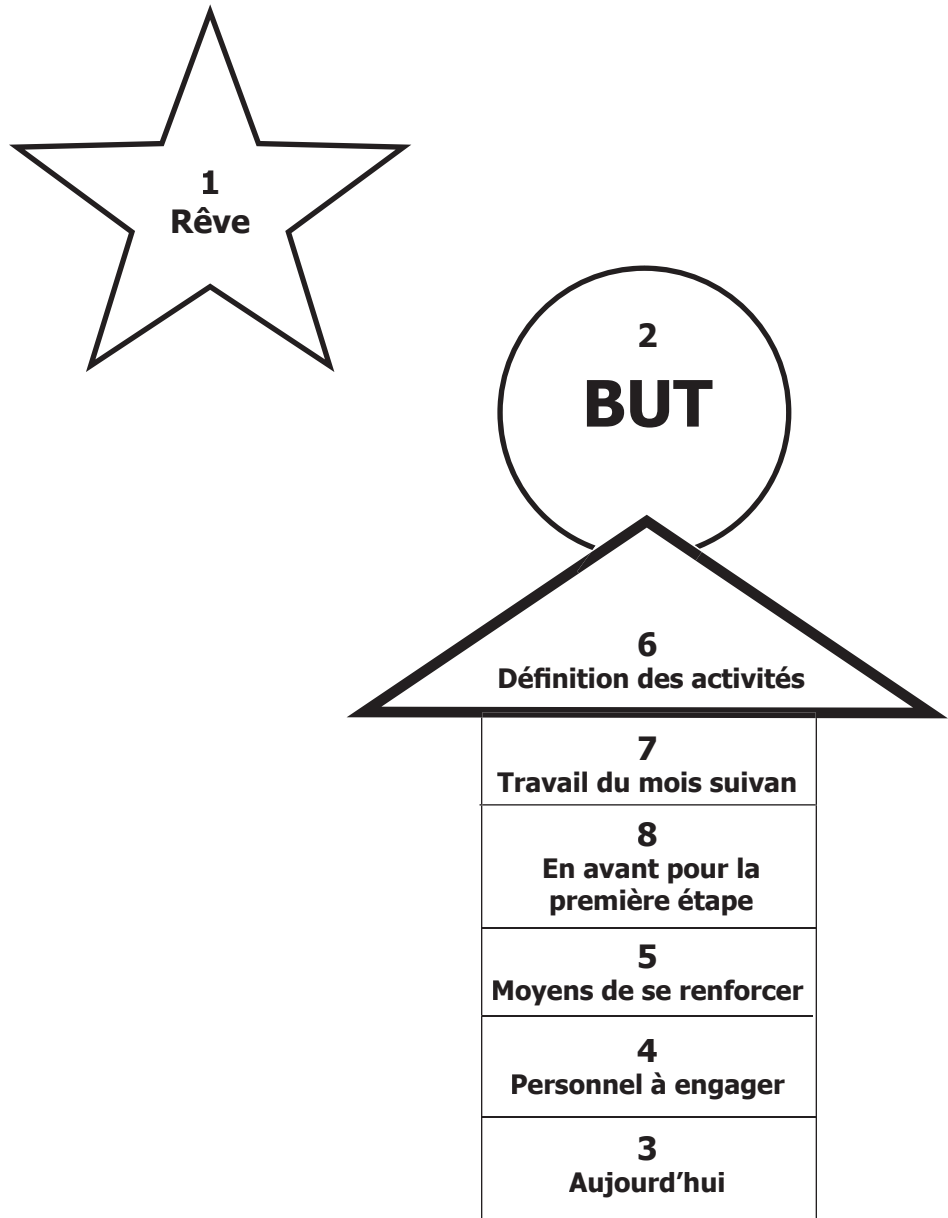 1
Rêve
2
BUT
6
Définition des activités
7
Travail du mois suivan
8
En avant pour la
première étape
5
Moyens de se renforcer
4
Personnel à engager
3
Aujourd’hui